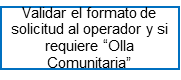 Validar el formato de
solicitud al operador y si
requiere “Olla
Comunitaria”